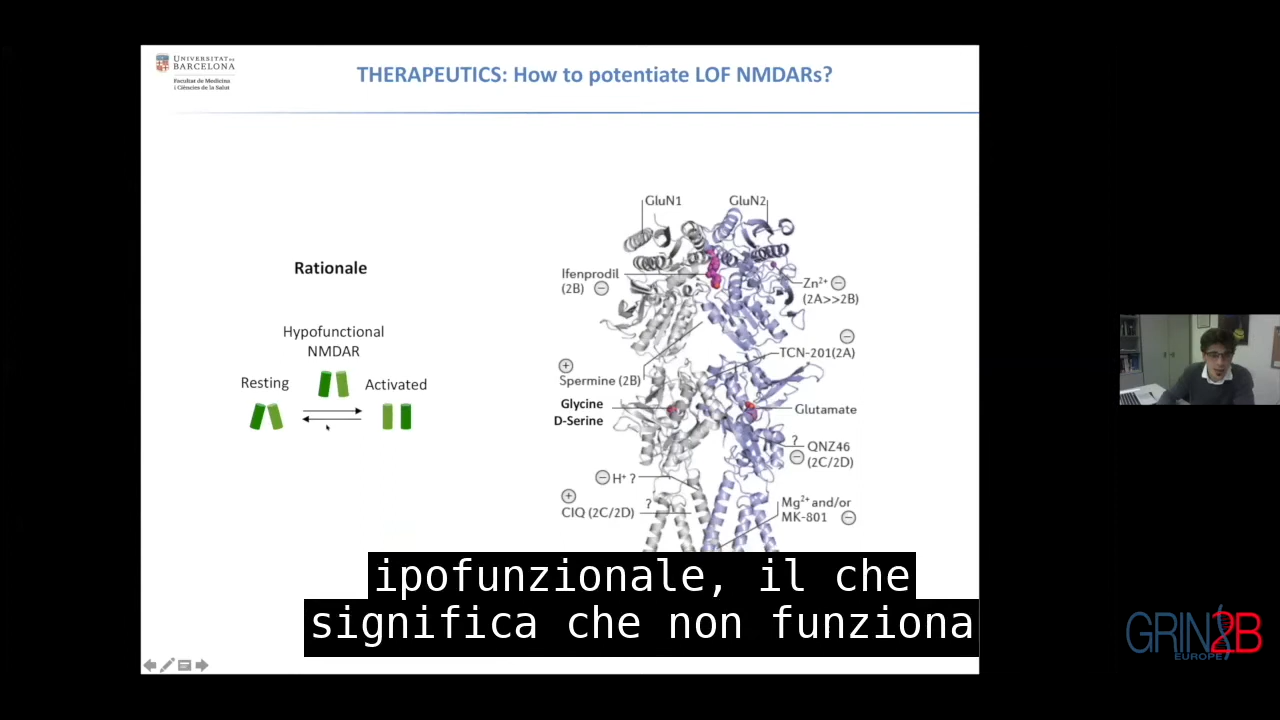 UNIVERSITAT DE
BARCELONA
Facultat de Medicina
i Ciències de la Salut
THERAPEUTICS: How to potentiate LOF NMDARs?
Rationale
Hypofunctional
NMDAR
Resting
Activated
GluN1
GluN2
Ifenprodil
(2B) −
Zn²⁺ −
(2A>>2B)
−
TCN-201(2A)
+
Spermine (2B)
Glycine
D-Serine
Glutamate
? QNZ46
− (2C/2D)
− H⁺ ?
+
CIQ (2C/2D) ?
Mg²⁺ and/or
MK-801 −
ipofunzionale, il che
significa che non funziona
GRIN2B
EUROPE